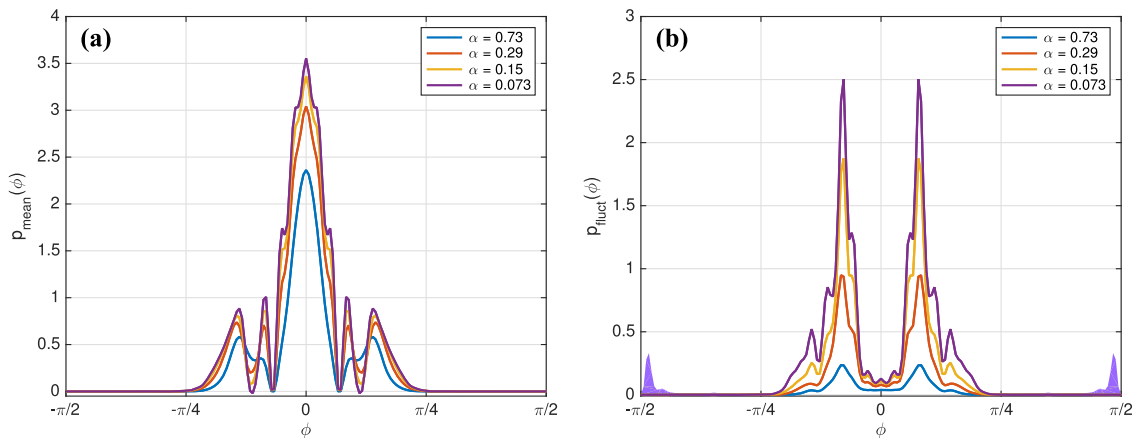 (a)
α = 0.73
α = 0.29
α = 0.15
α = 0.073
4
3.5
3
2.5
2
1.5
1
0.5
0
p_mean(ϕ)
-π/2
-π/4
0
π/4
π/2
ϕ
(b)
α = 0.73
α = 0.29
α = 0.15
α = 0.073
3
2.5
2
1.5
1
0.5
0
p_fluct(ϕ)
-π/2
-π/4
0
π/4
π/2
ϕ